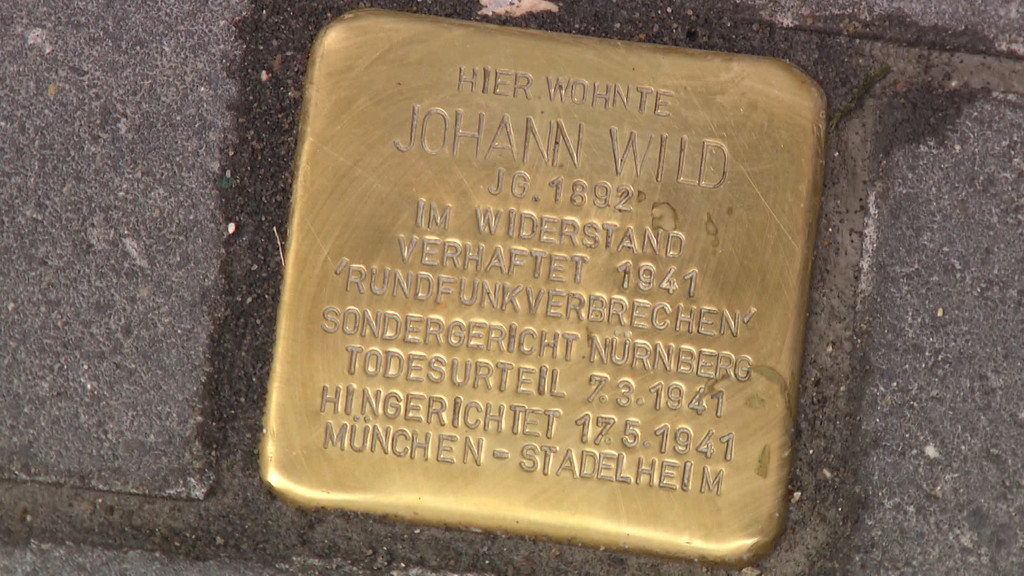 HIER WOHNTE
JOHANN WILD
JG. 1892
IM WIDERSTAND
VERHAFTET 1941
'RUNDFUNKVERBRECHEN'
SONDERGERICHT NÜRNBERG
TODESURTEIL 7.3.1941
HINGERICHTET 17.5.1941
MÜNCHEN - STADELHEIM